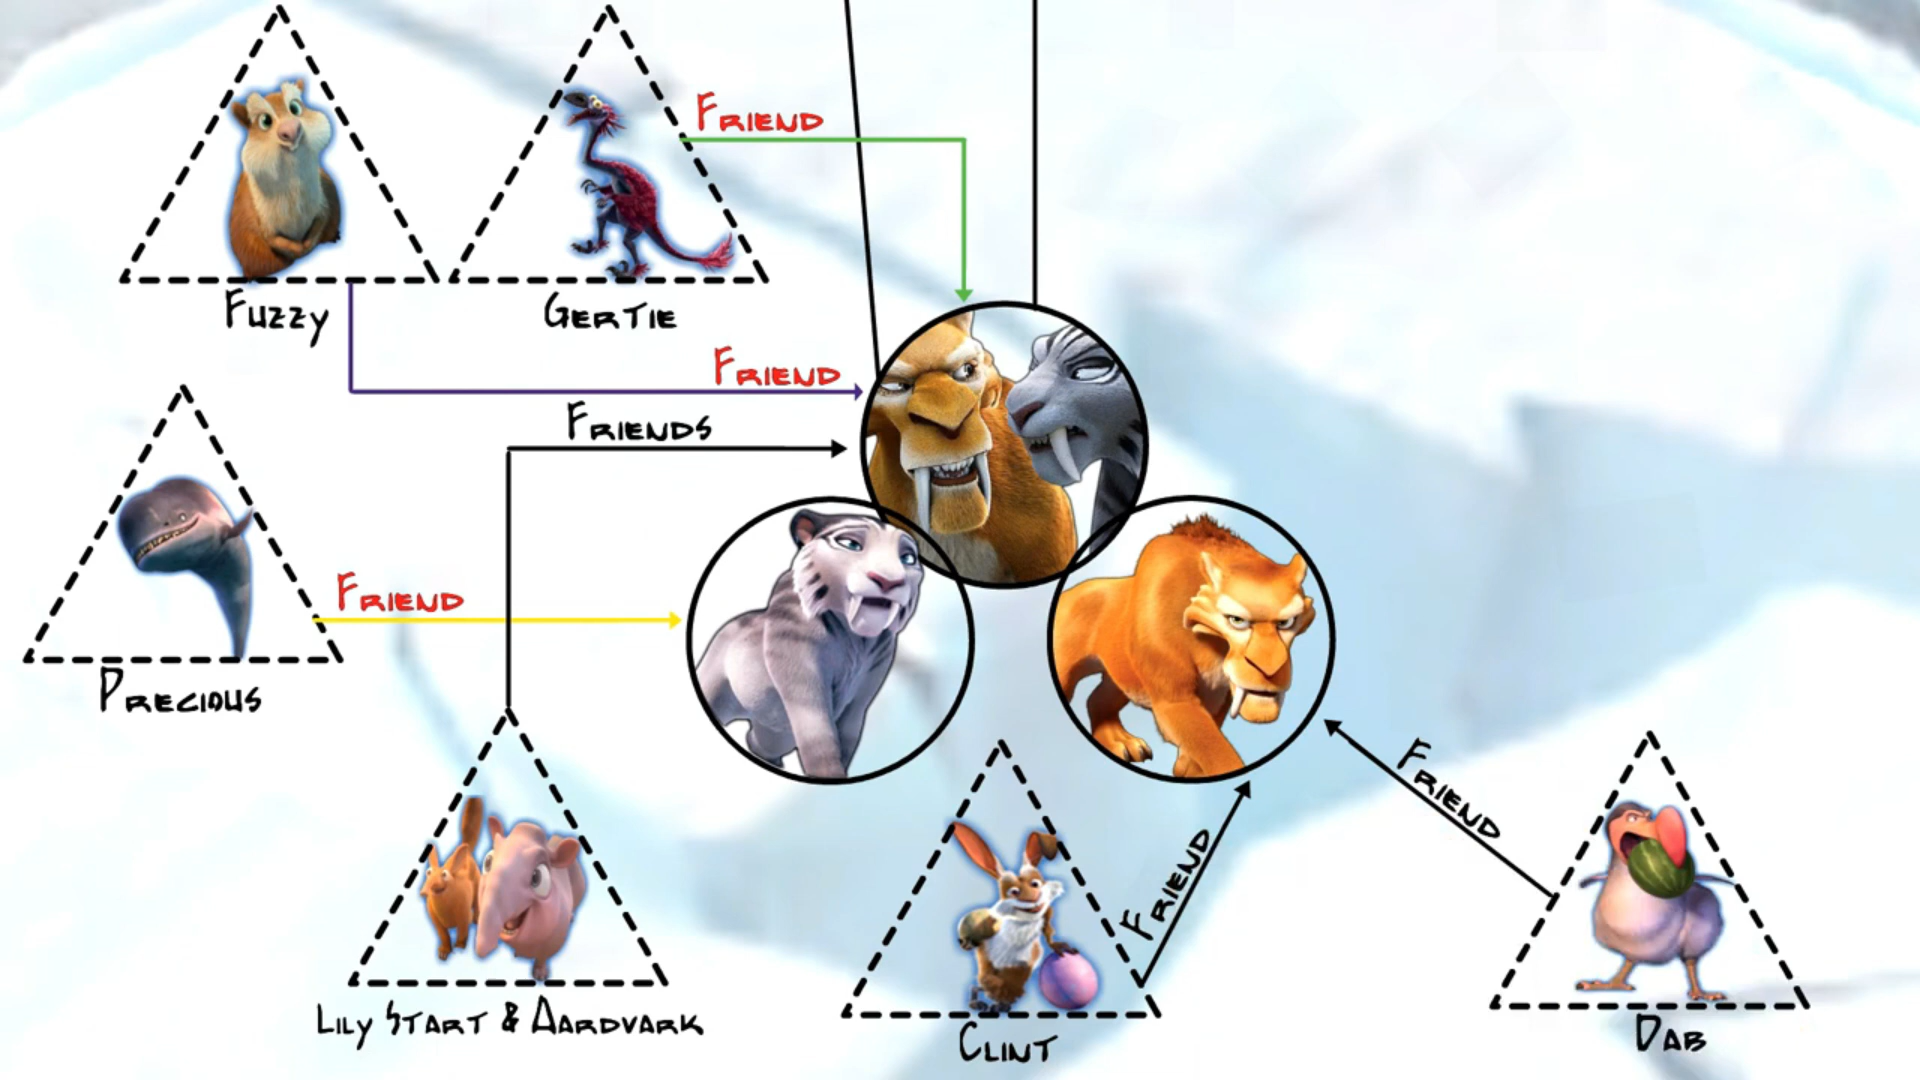 Friend
Fuzzy
Gertie
Friend
Friends
Friend
Precious
Friend
Friend
Lily Start & Aardvark
Clint
Dab